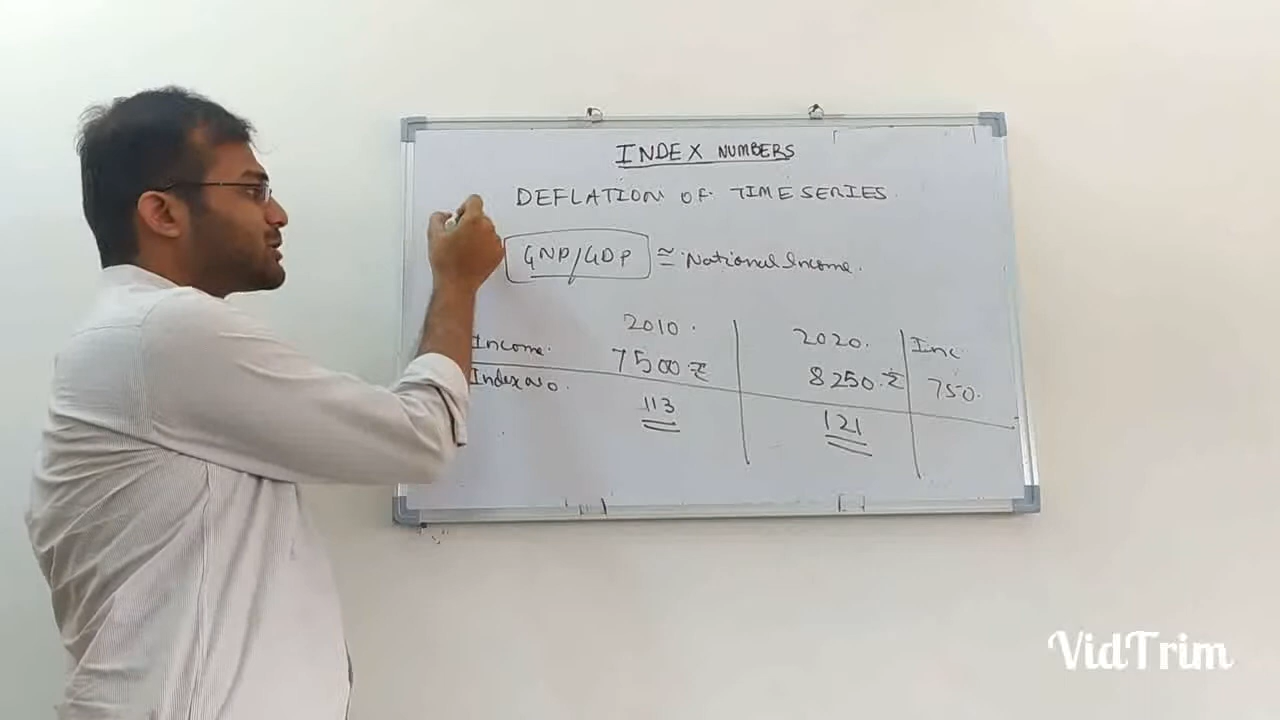 INDEX NUMBERS
DEFLATION OF TIME SERIES
GNP/GDP ≅ National Income.
2010. 2020. Inc
Income. 7500 ₹ 8250.₹ 750.
Index No. 113 121
VidTrim